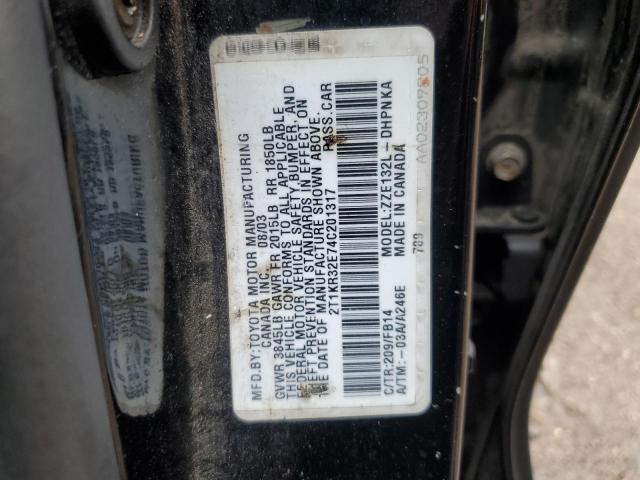 MFD.BY:TOYOTA MOTOR MANUFACTURING
CANADA INC. 08/03
GVWR 3845LB GAWR FR 2015LB RR 1850LB
THIS VEHICLE CONFORMS TO ALL APPLICABLE
FEDERAL MOTOR VEHICLE SAFETY, BUMPER, AND
THEFT PREVENTION STANDARDS IN EFFECT ON
THE DATE OF MANUFACTURE SHOWN ABOVE.
2T1KR32E74C201317 PASS.CAR
C/TR:209/FB14 MODEL:ZZE132L-DHPNKA
A/TM:-03A/A246E MADE IN CANADA
789
AA02309805